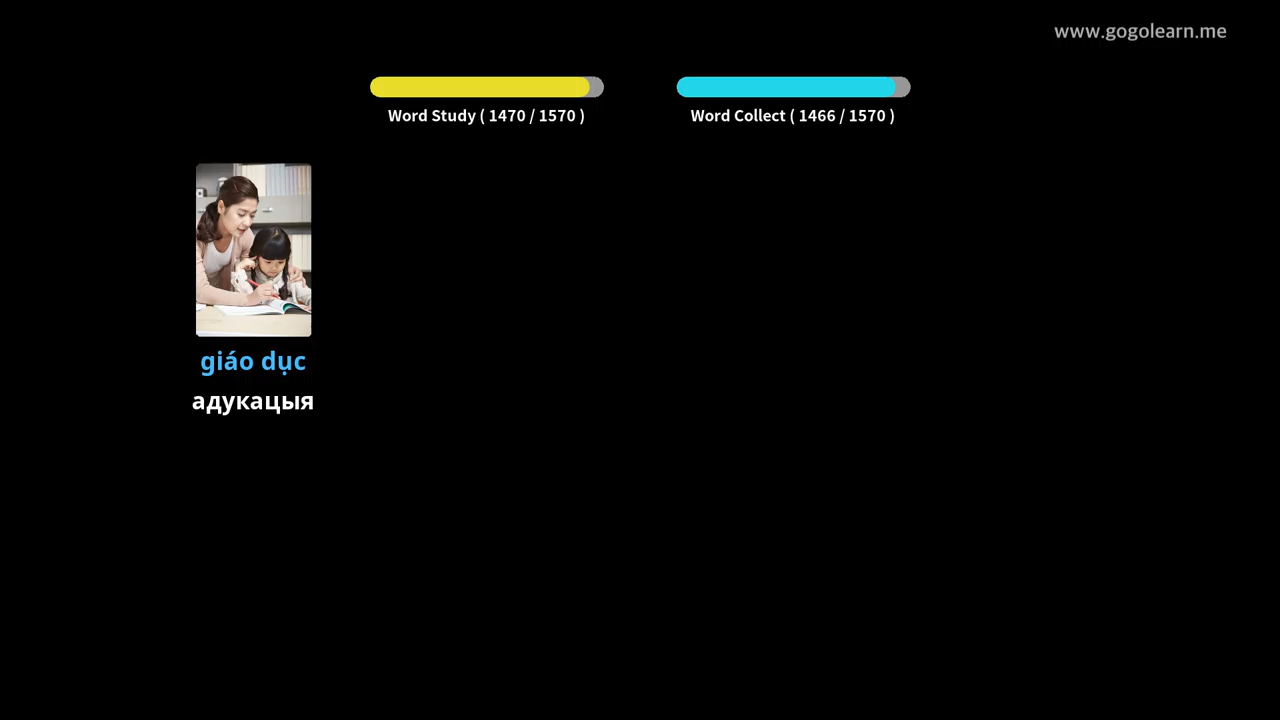 www.gogolearn.me
Word Study ( 1470 / 1570 )
Word Collect ( 1466 / 1570 )
giáo dục
адукацыя